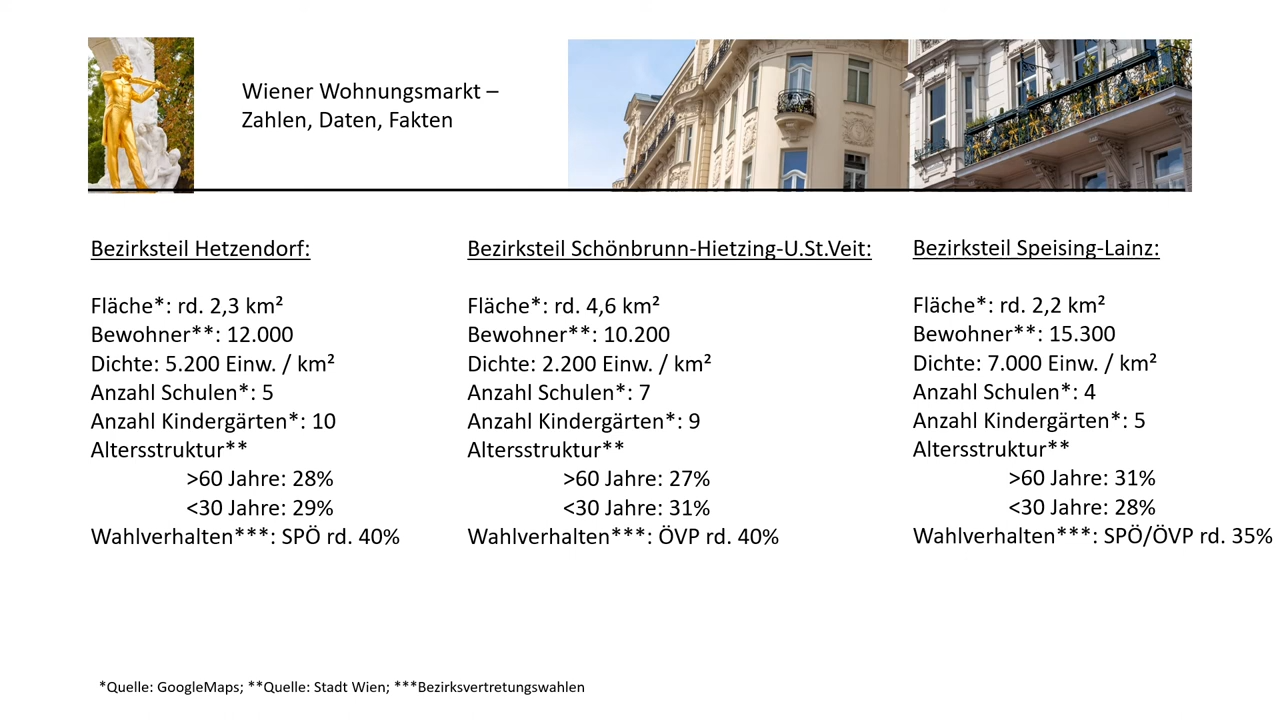 Wiener Wohnungsmarkt –
Zahlen, Daten, Fakten
Bezirksteil Hetzendorf:
Fläche*: rd. 2,3 km²
Bewohner**: 12.000
Dichte: 5.200 Einw. / km²
Anzahl Schulen*: 5
Anzahl Kindergärten*: 10
Altersstruktur**
>60 Jahre: 28%
<30 Jahre: 29%
Wahlverhalten***: SPÖ rd. 40%
Bezirksteil Schönbrunn-Hietzing-U.St.Veit:
Fläche*: rd. 4,6 km²
Bewohner**: 10.200
Dichte: 2.200 Einw. / km²
Anzahl Schulen*: 7
Anzahl Kindergärten*: 9
Altersstruktur**
>60 Jahre: 27%
<30 Jahre: 31%
Wahlverhalten***: ÖVP rd. 40%
Bezirksteil Speising-Lainz:
Fläche*: rd. 2,2 km²
Bewohner**: 15.300
Dichte: 7.000 Einw. / km²
Anzahl Schulen*: 4
Anzahl Kindergärten*: 5
Altersstruktur**
>60 Jahre: 31%
<30 Jahre: 28%
Wahlverhalten***: SPÖ/ÖVP rd. 35%
*Quelle: GoogleMaps; **Quelle: Stadt Wien; ***Bezirksvertretungswahlen